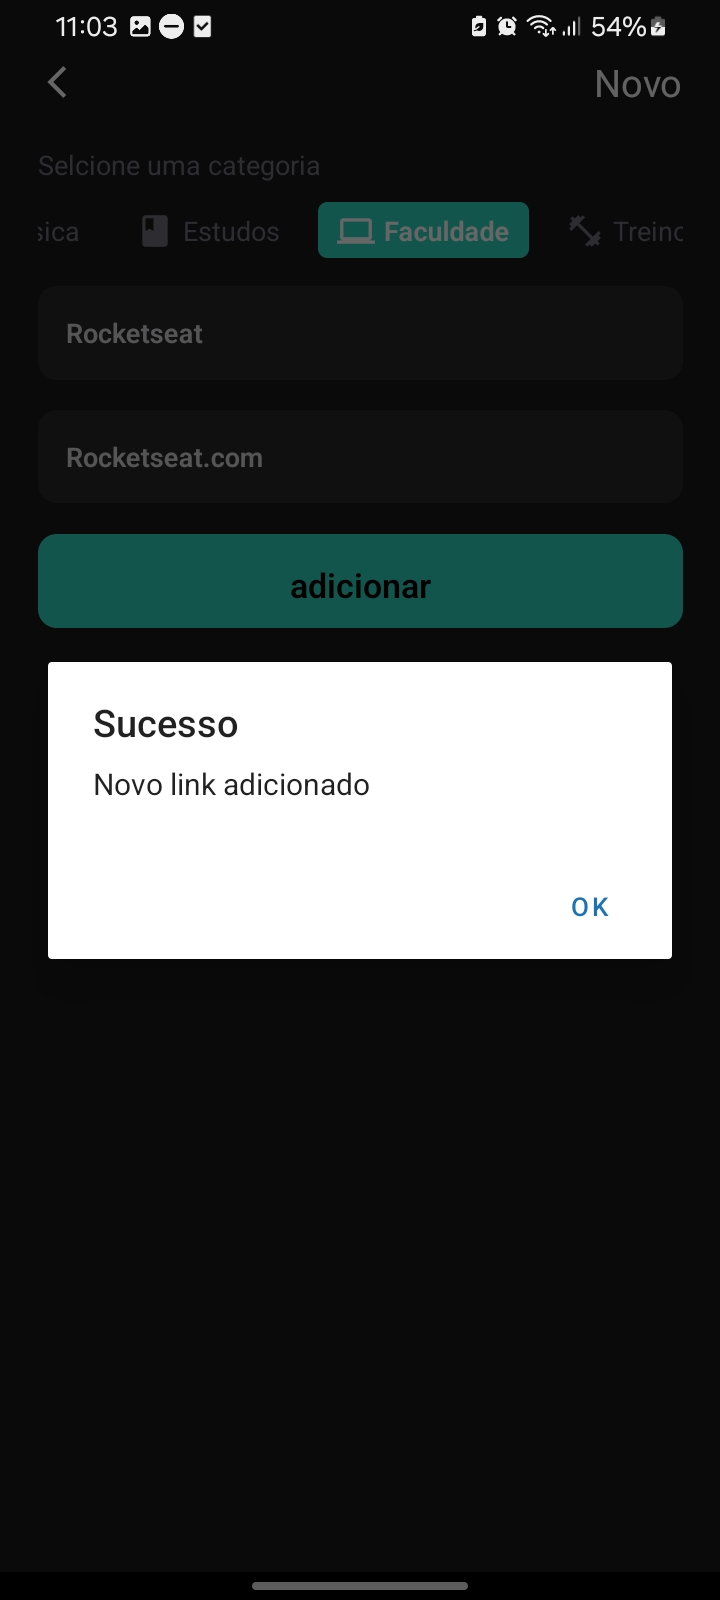 11:03 54%
Novo
Selcione uma categoria
sica Estudos Faculdade Treino
Rocketseat
Rocketseat.com
adicionar
Sucesso
Novo link adicionado
OK